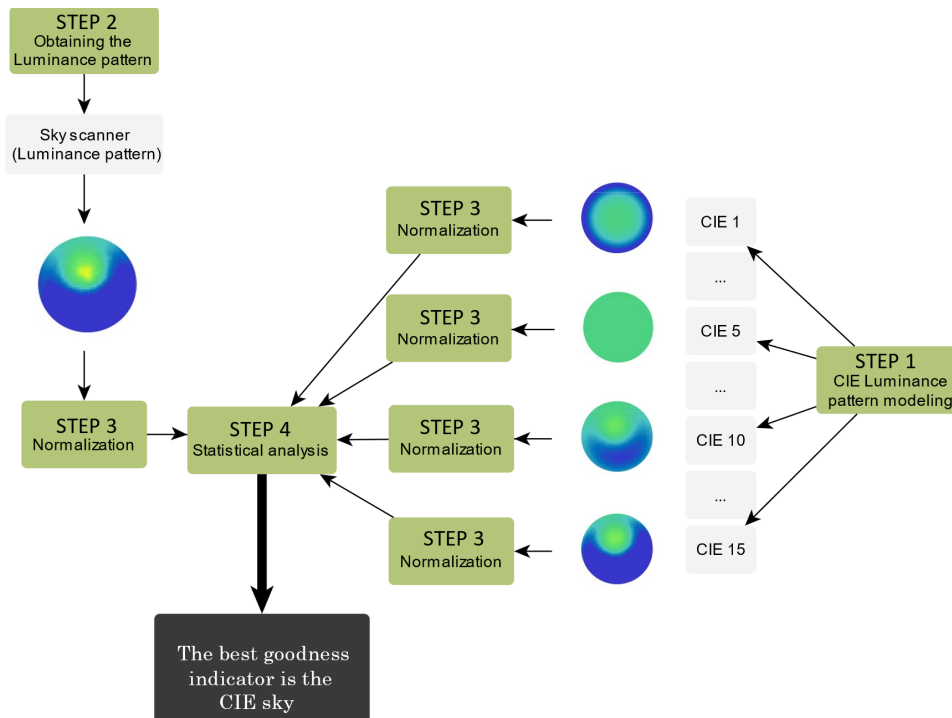 STEP 2
Obtaining the
Luminance pattern
Sky scanner
(Luminance pattern)
STEP 3
Normalization
STEP 4
Statistical analysis
STEP 3
Normalization
STEP 3
Normalization
STEP 3
Normalization
STEP 3
Normalization
CIE 1
...
CIE 5
...
CIE 10
...
CIE 15
STEP 1
CIE Luminance
pattern modeling
The best goodness
indicator is the
CIE sky